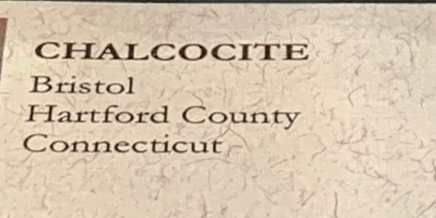 CHALCOCITE
Bristol
Hartford County
Connecticut